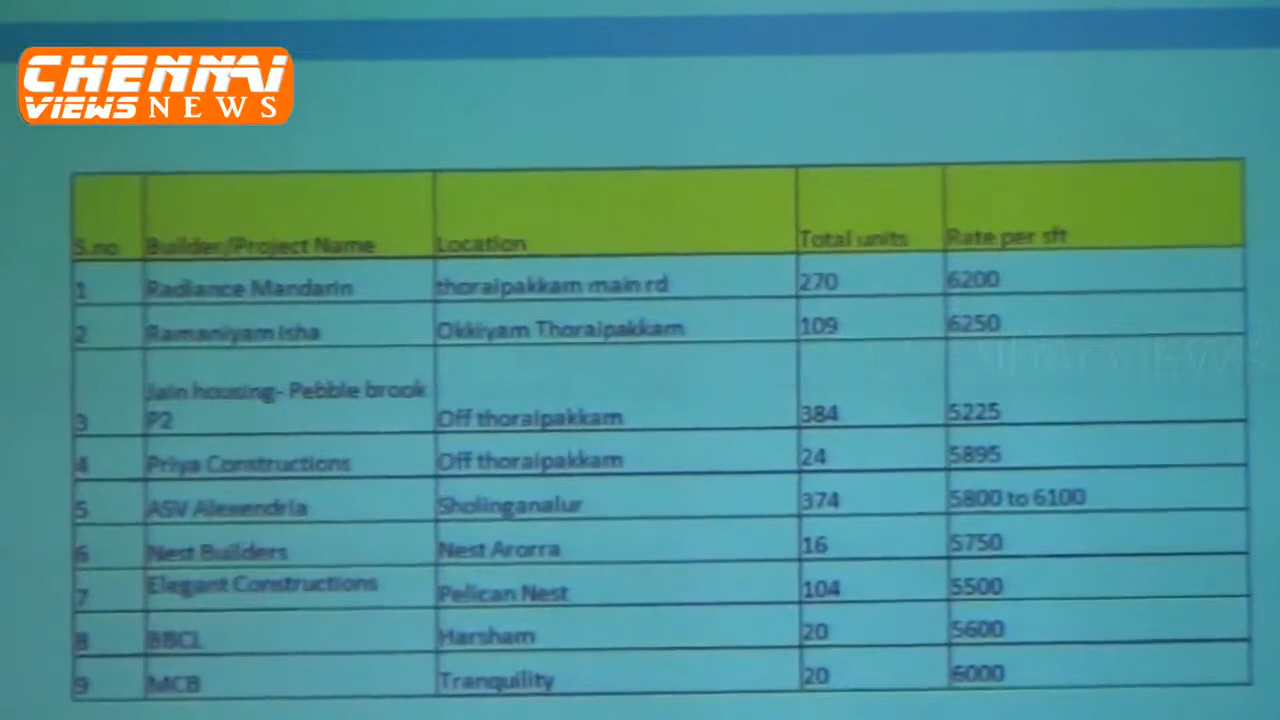 CHENNAI
VIEWS NEWS
S.no Builder/Project Name Location Total units Rate per sft
1 Radiance Mandarin thoraipakkam main rd 270 6200
2 Ramaniyam Isha Okkiyam Thoraipakkam 109 6250
Jain housing- Pebble brook
3 P2 Off thoraipakkam 384 5225
4 Priya Constructions Off thoraipakkam 24 5895
5 ASV Alexendria Sholinganalur 374 5800 to 6100
6 Nest Builders Nest Arorra 16 5750
7 Elegant Constructions Pelican Nest 104 5500
8 BBCL Harsham 20 5600
9 MCB Tranquility 20 6000